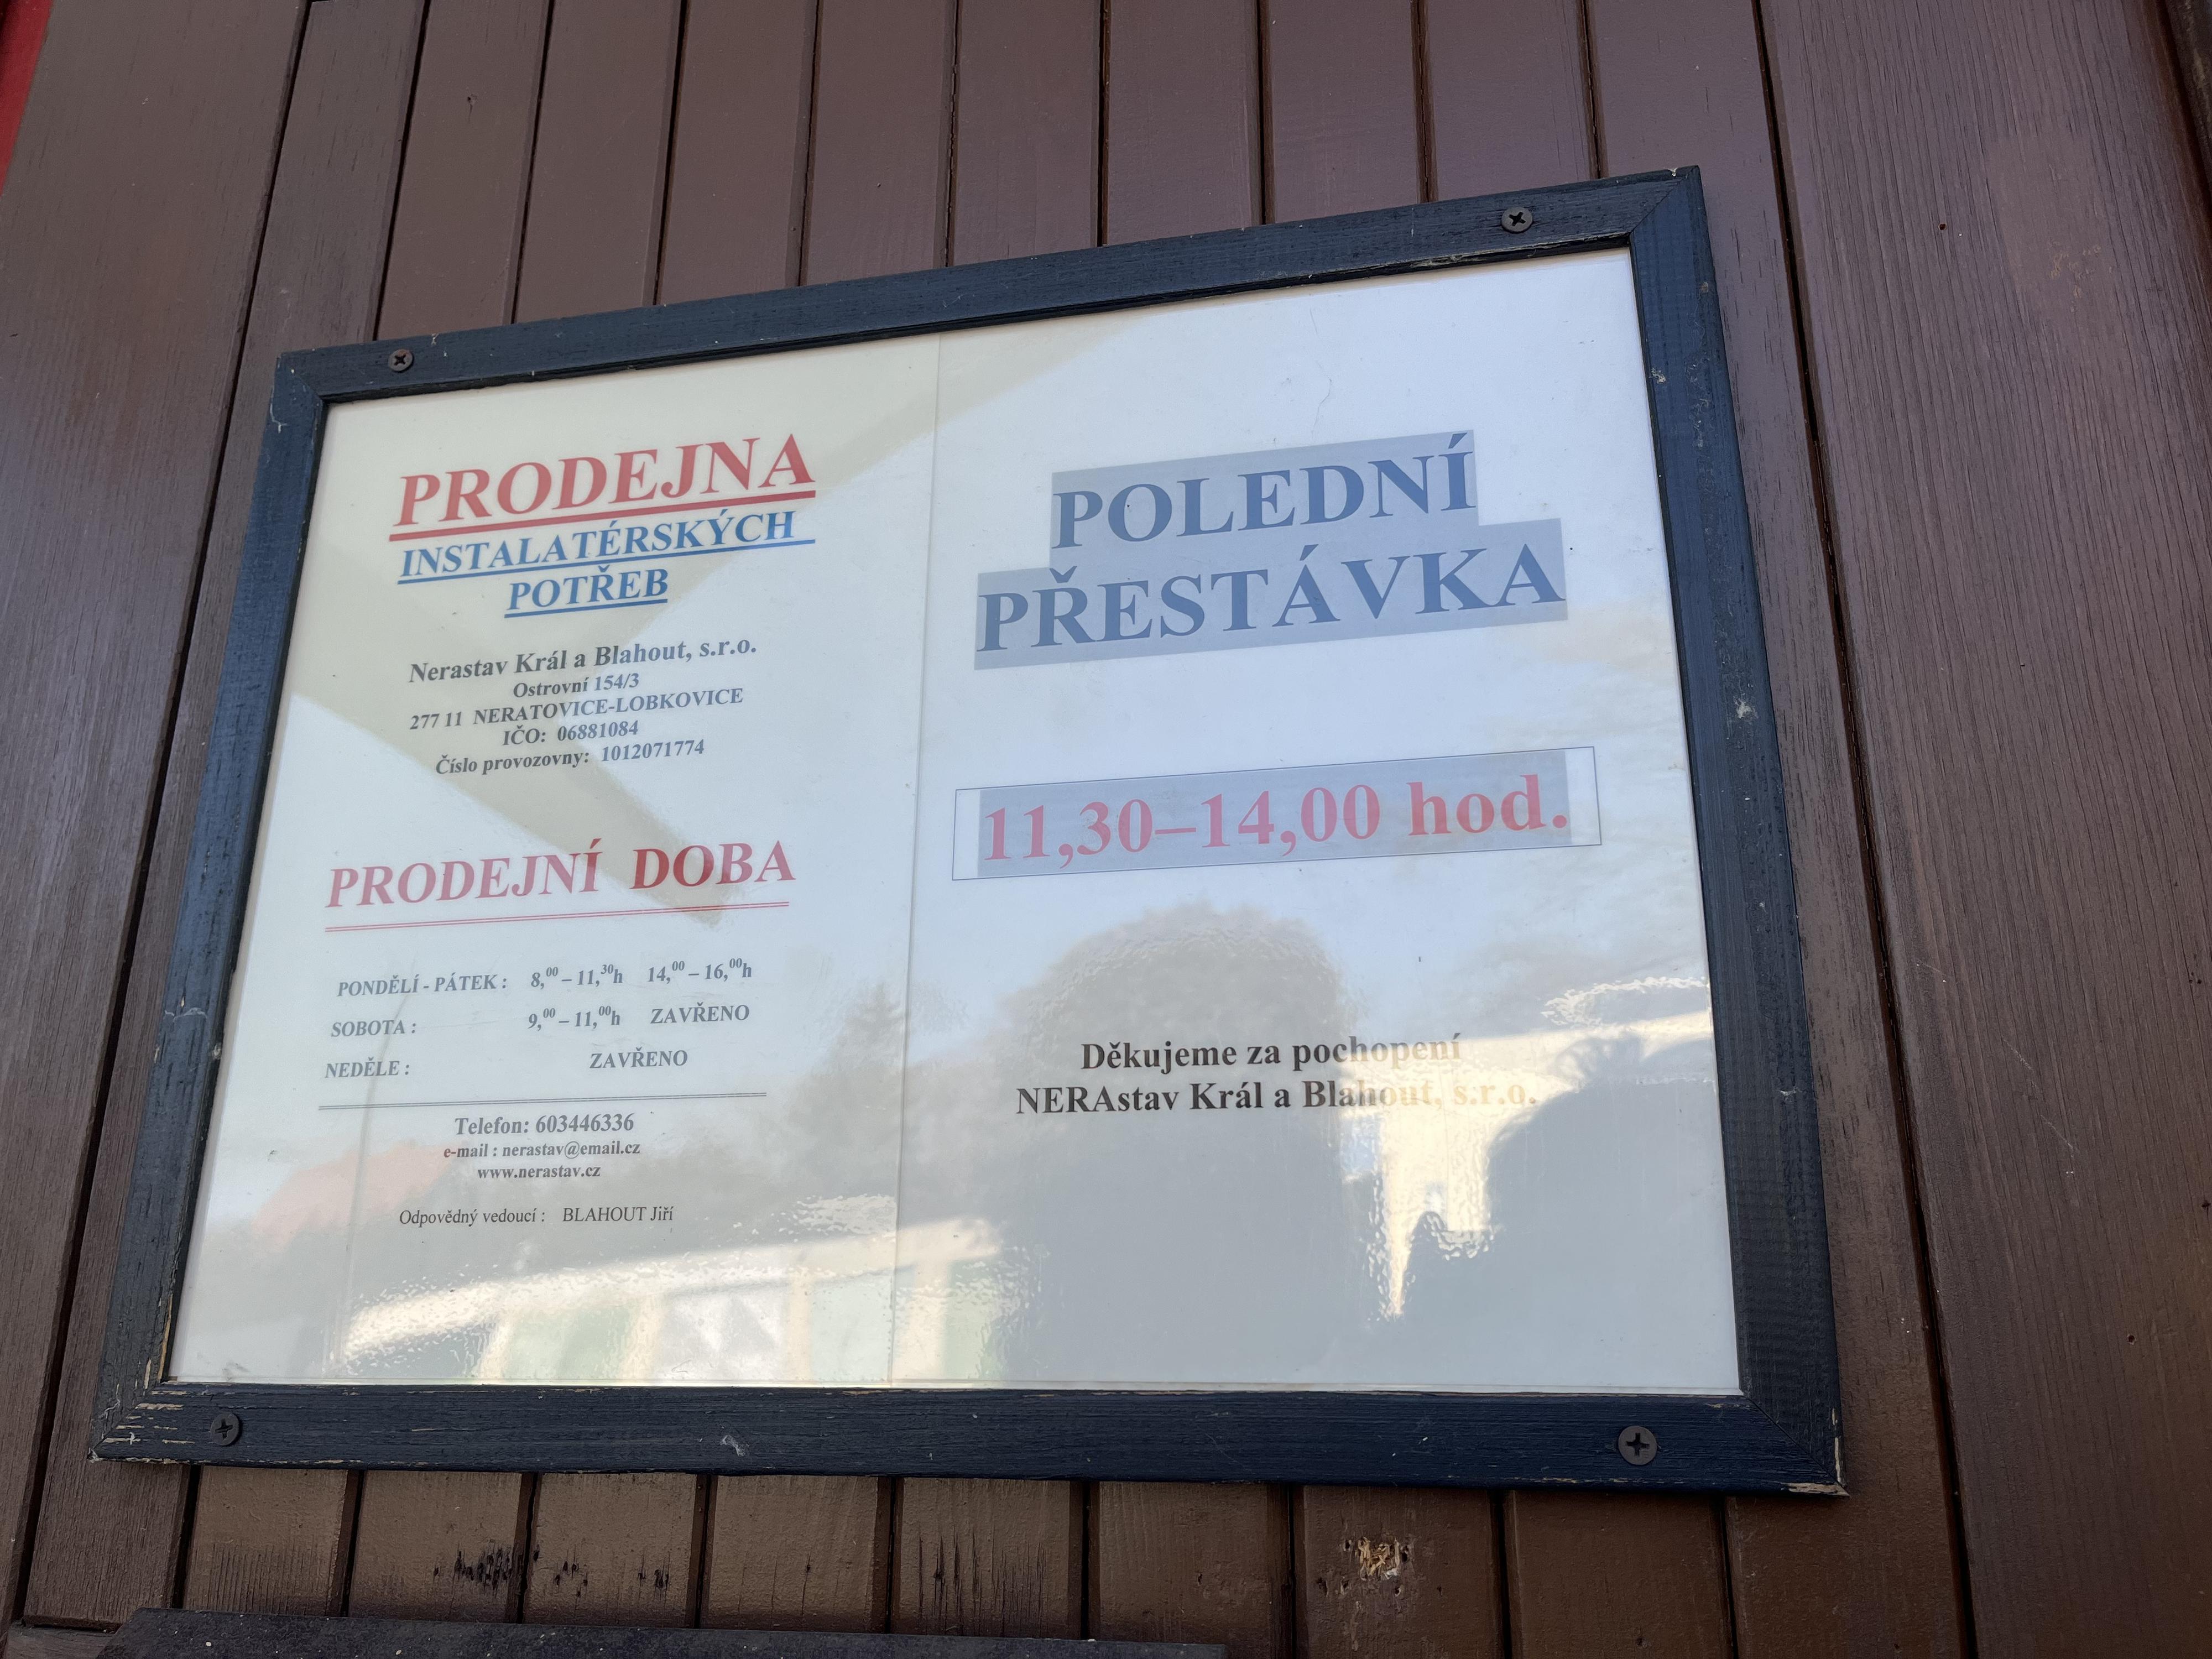 PRODEJNA
INSTALATÉRSKÝCH
POTŘEB
Nerastav Král a Blahout, s.r.o.
Ostrovní 154/3
277 11 NERATOVICE-LOBKOVICE
IČO: 06881084
Číslo provozovny: 1012071774
PRODEJNÍ DOBA
PONDĚLÍ - PÁTEK : 8,00 – 11,30h 14,00 – 16,00h
SOBOTA : 9,00 – 11,00h ZAVŘENO
NEDĚLE : ZAVŘENO
Telefon: 603446336
e-mail : nerastav@email.cz
www.nerastav.cz
Odpovědný vedoucí : BLAHOUT Jiří
POLEDNÍ
PŘESTÁVKA
11,30–14,00 hod.
Děkujeme za pochopení
NERAstav Král a Blahout, s.r.o.